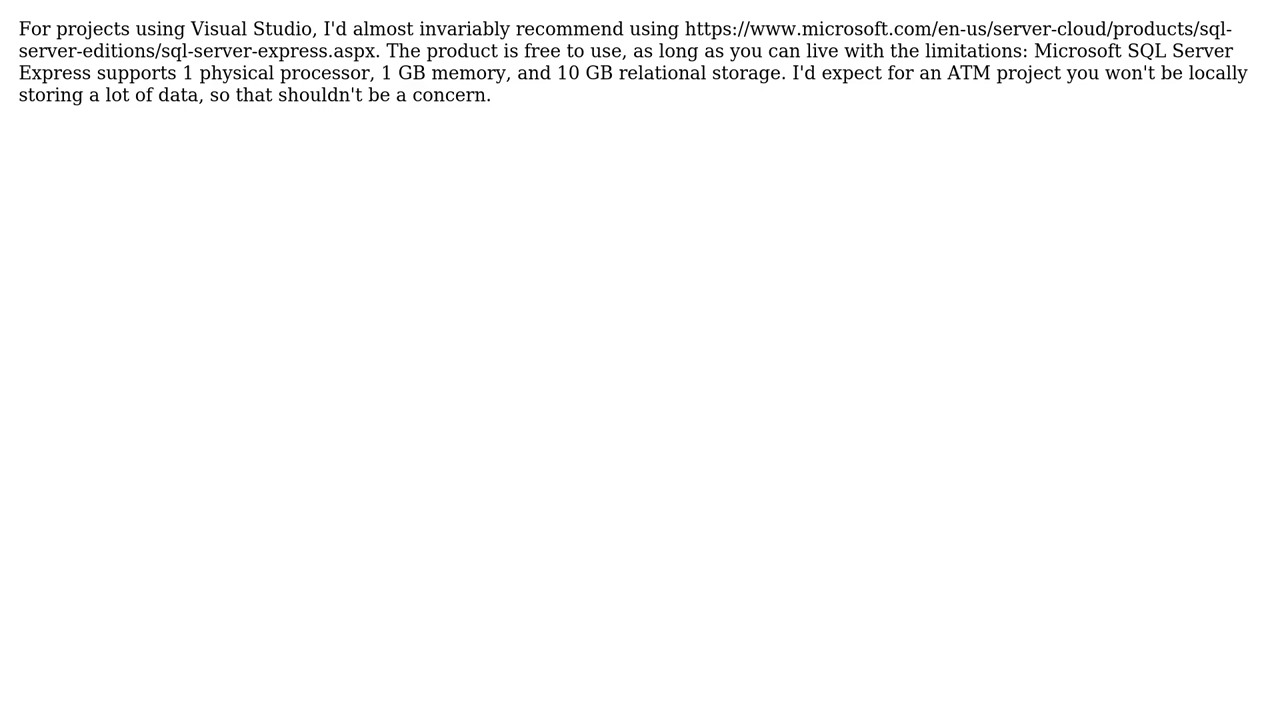 For projects using Visual Studio, I'd almost invariably recommend using https://www.microsoft.com/en-us/server-cloud/products/sql-
server-editions/sql-server-express.aspx. The product is free to use, as long as you can live with the limitations: Microsoft SQL Server
Express supports 1 physical processor, 1 GB memory, and 10 GB relational storage. I'd expect for an ATM project you won't be locally
storing a lot of data, so that shouldn't be a concern.